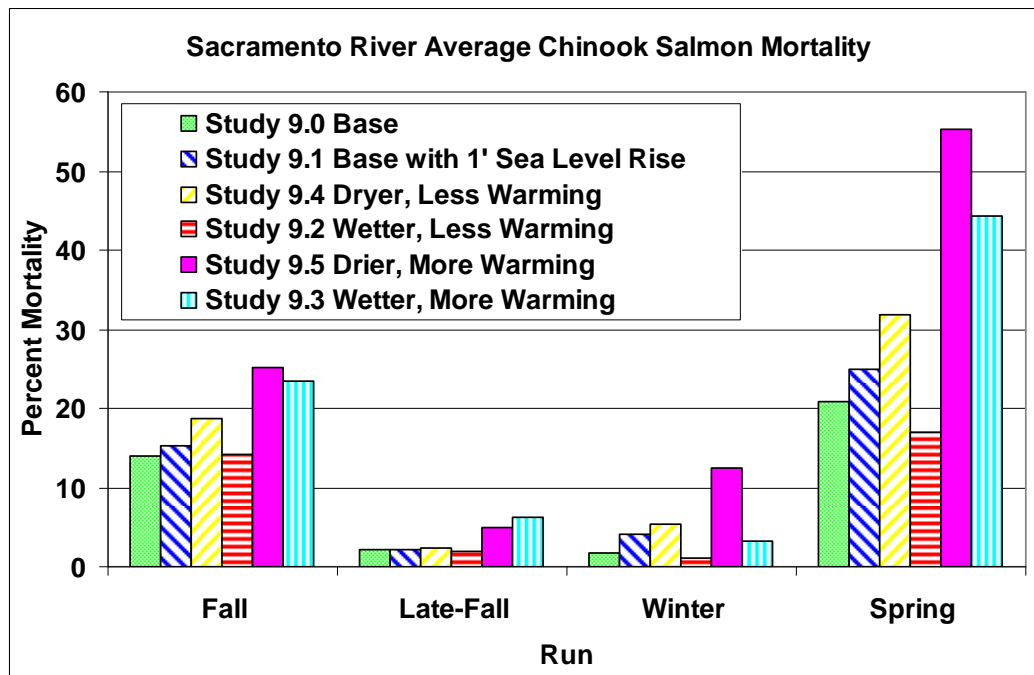 Sacramento River Average Chinook Salmon Mortality
60
50
40
30
20
10
0
Percent Mortality
Study 9.0 Base
Study 9.1 Base with 1' Sea Level Rise
Study 9.4 Dryer, Less Warming
Study 9.2 Wetter, Less Warming
Study 9.5 Drier, More Warming
Study 9.3 Wetter, More Warming
Fall Late-Fall Winter Spring
Run